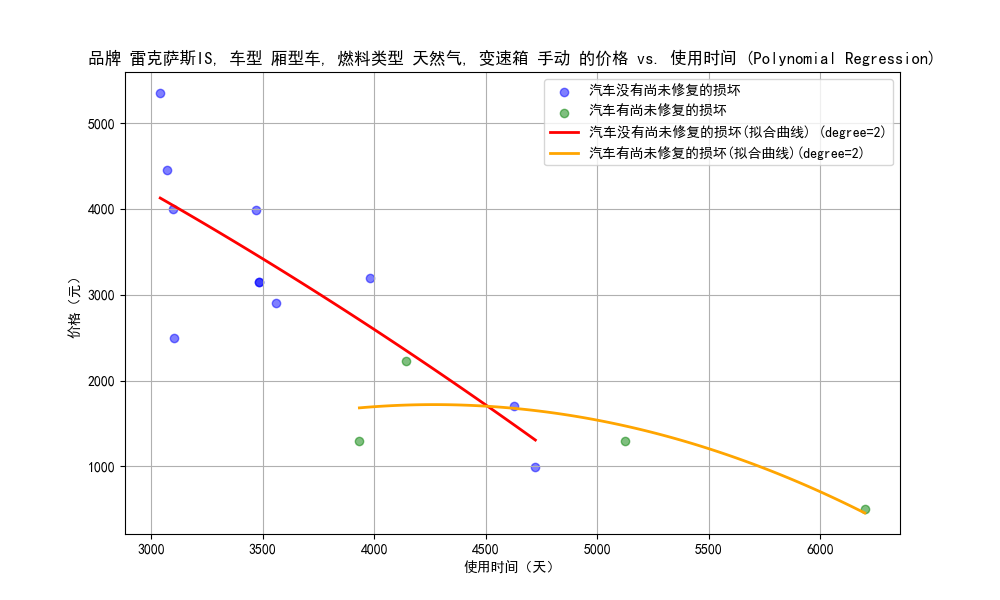 品牌 雷克萨斯IS, 车型 厢型车, 燃料类型 天然气, 变速箱 手动 的价格 vs. 使用时间 (Polynomial Regression)
汽车没有尚未修复的损坏
汽车有尚未修复的损坏
汽车没有尚未修复的损坏(拟合曲线) (degree=2)
汽车有尚未修复的损坏(拟合曲线)(degree=2)
价格（元）
5000
4000
3000
2000
1000
3000 3500 4000 4500 5000 5500 6000
使用时间（天）